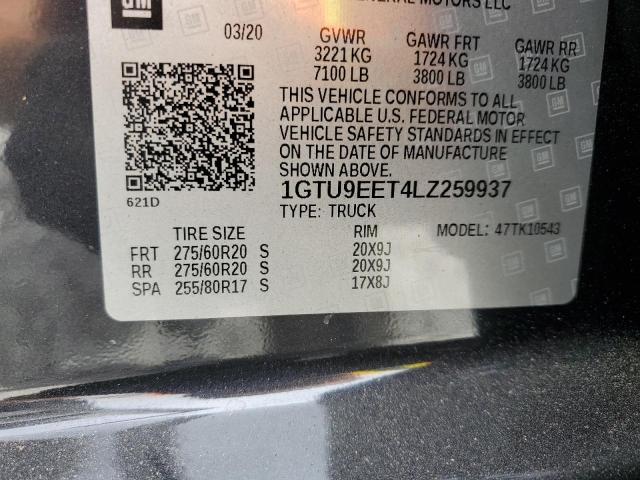 GM
GENERAL MOTORS LLC
03/20 GVWR GAWR FRT GAWR RR
3221 KG 1724 KG 1724 KG
7100 LB 3800 LB 3800 LB
THIS VEHICLE CONFORMS TO ALL
APPLICABLE U.S. FEDERAL MOTOR
VEHICLE SAFETY STANDARDS IN EFFECT
ON THE DATE OF MANUFACTURE
SHOWN ABOVE.
621D
1GTU9EET4LZ259937
TYPE: TRUCK MODEL: 47TK10543
TIRE SIZE RIM
FRT 275/60R20 S 20X9J
RR 275/60R20 S 20X9J
SPA 255/80R17 S 17X8J